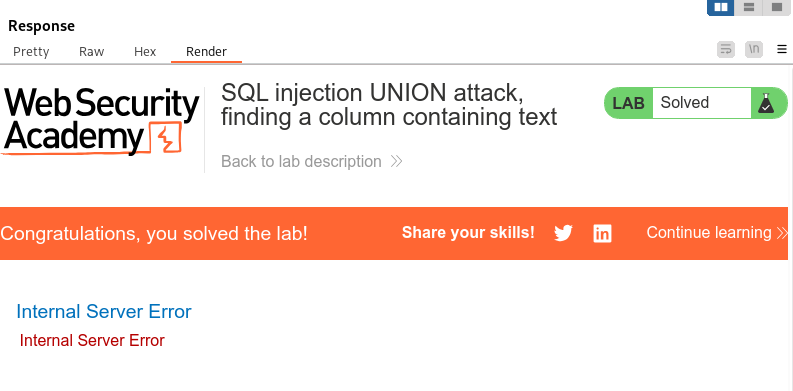 Response
Pretty Raw Hex Render
\n
Web Security
Academy
SQL injection UNION attack,
finding a column containing text
LAB Solved
Back to lab description
Congratulations, you solved the lab! Share your skills! Continue learning
Internal Server Error
Internal Server Error